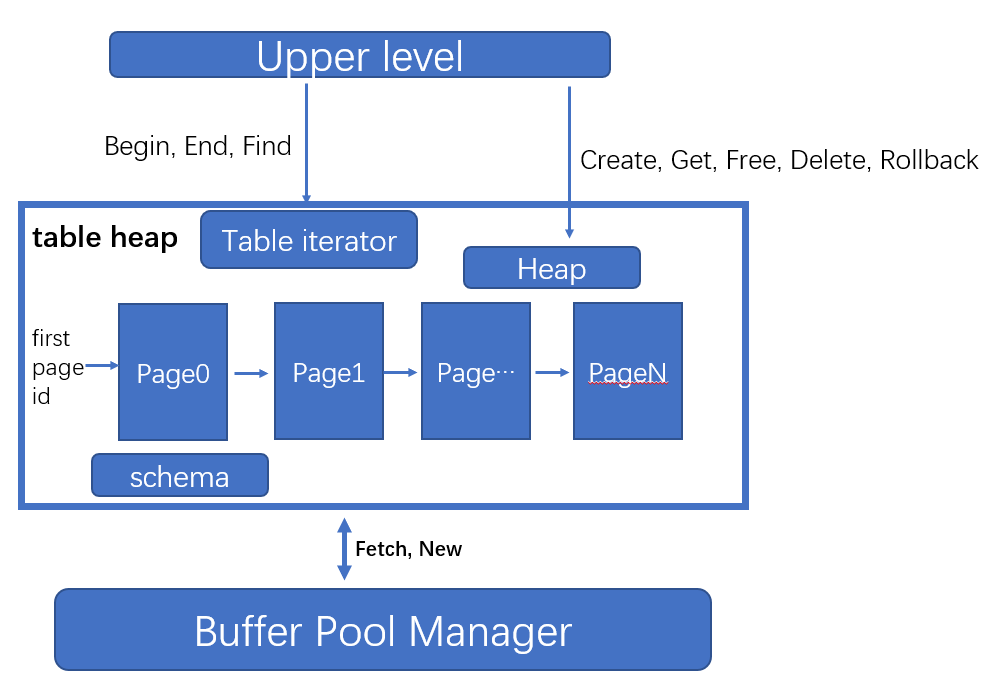 Upper level
Begin, End, Find
Create, Get, Free, Delete, Rollback
table heap
Table iterator
Heap
first
page
id
Page0
Page1
Page···
PageN
schema
Fetch, New
Buffer Pool Manager